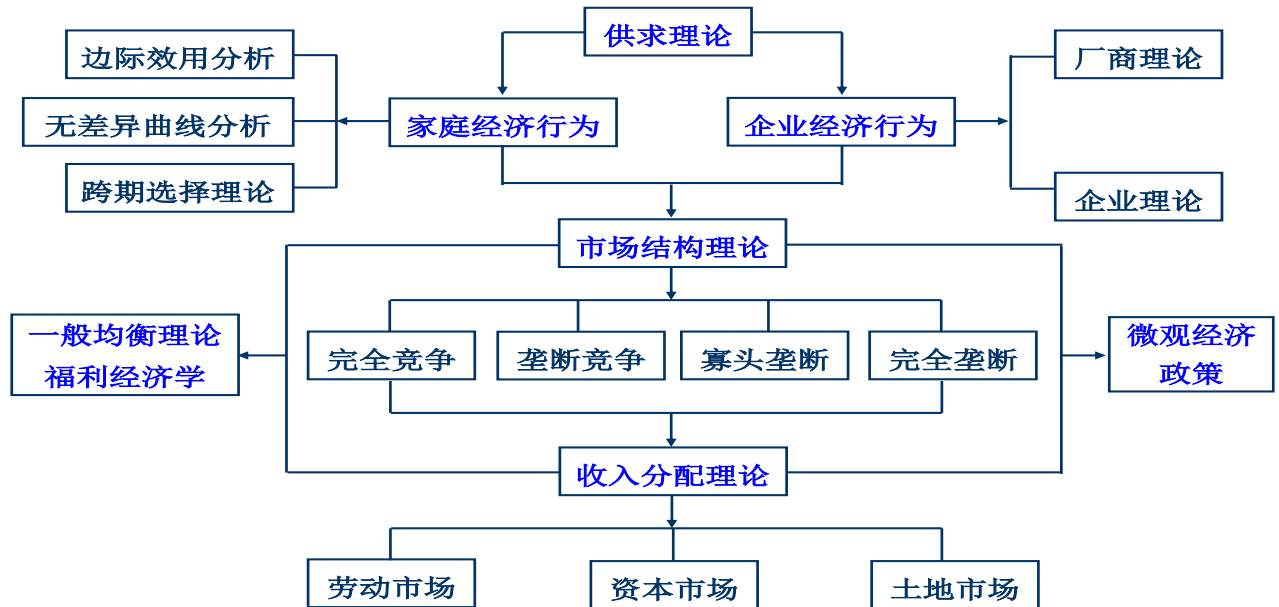 供求理论
边际效用分析
厂商理论
无差异曲线分析
家庭经济行为
企业经济行为
跨期选择理论
企业理论
市场结构理论
一般均衡理论
福利经济学
完全竞争
垄断竞争
寡头垄断
完全垄断
微观经济
政策
收入分配理论
劳动市场
资本市场
土地市场